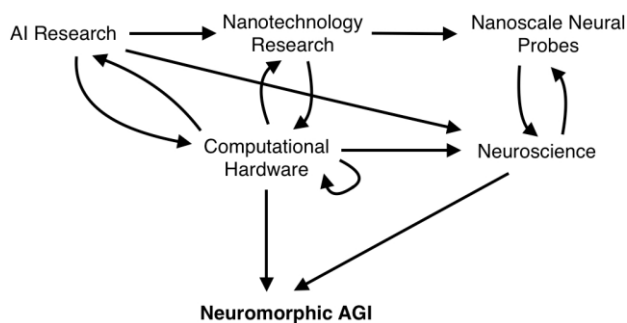 AI Research
Nanotechnology
Research
Nanoscale Neural
Probes
Computational
Hardware
Neuroscience
Neuromorphic AGI